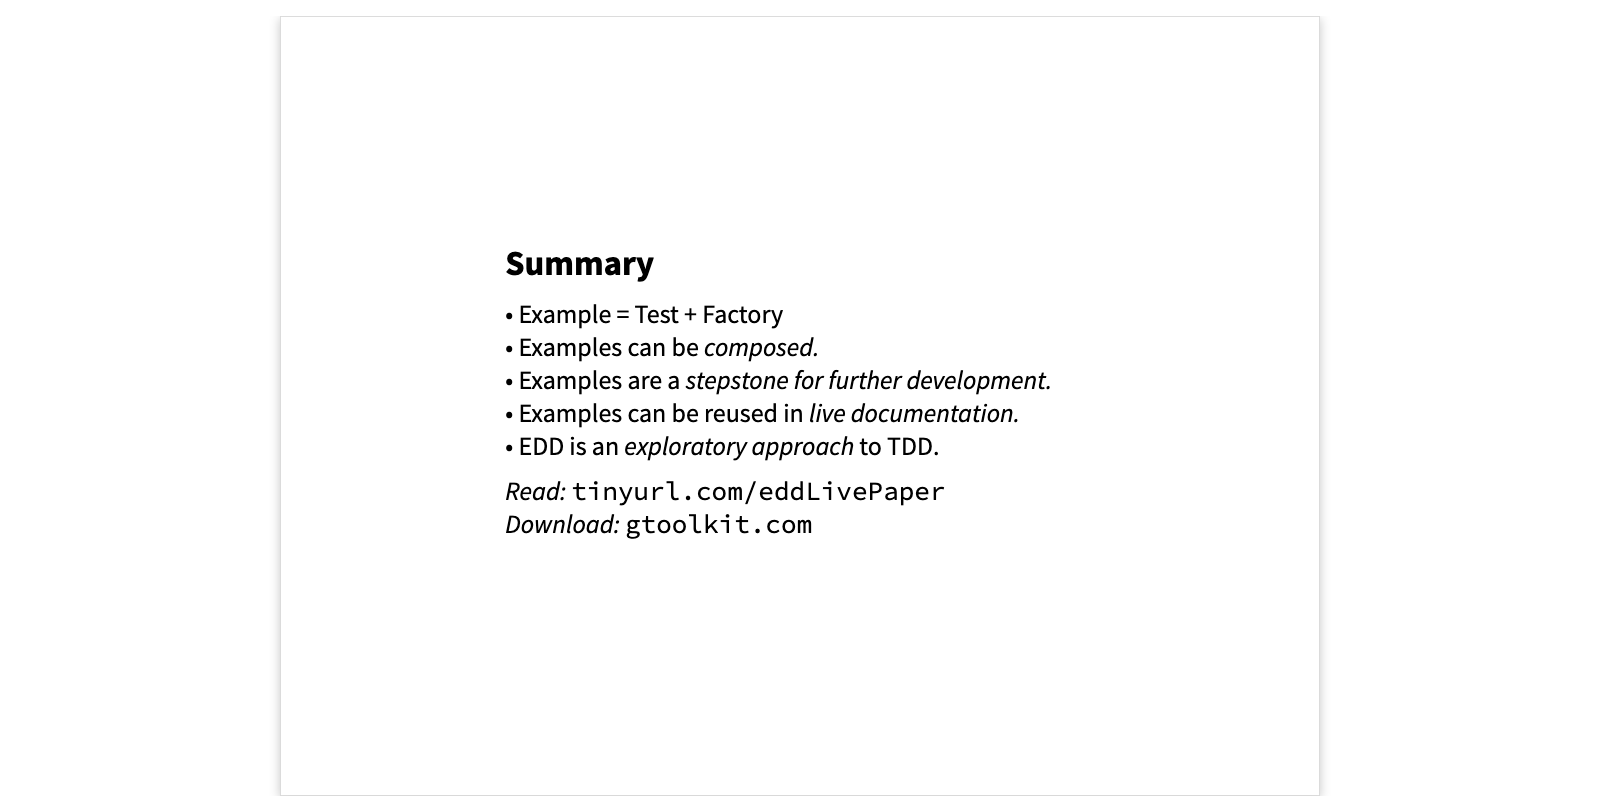 Summary
• Example = Test + Factory
• Examples can be composed.
• Examples are a stepstone for further development.
• Examples can be reused in live documentation.
• EDD is an exploratory approach to TDD.
Read: tinyurl.com/eddLivePaper
Download: gtoolkit.com